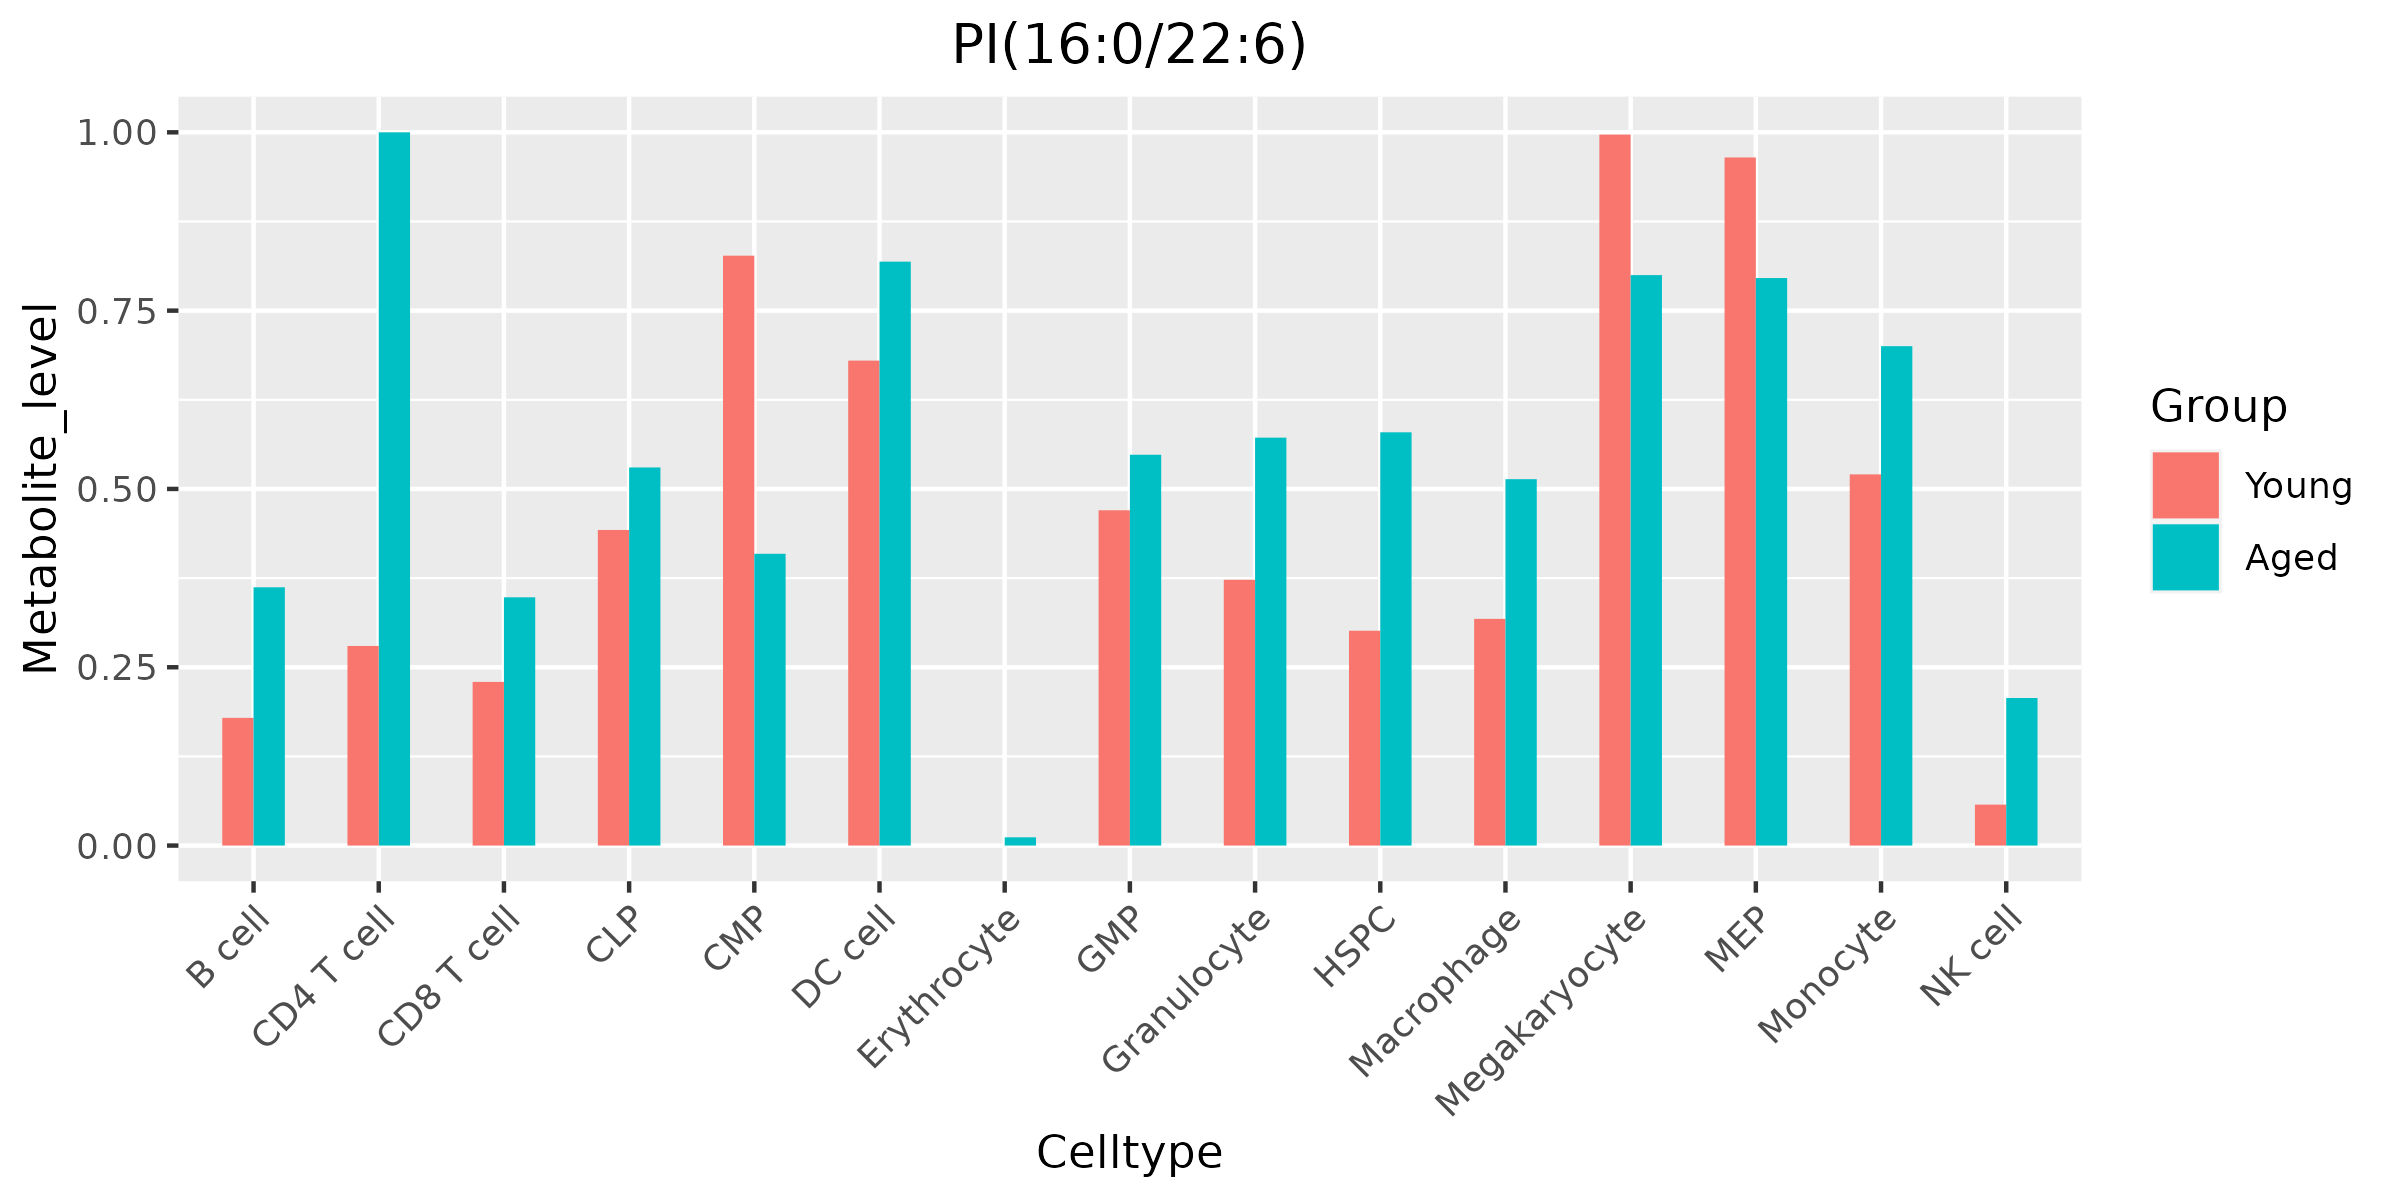 PI(16:0/22:6)
Metabolite_level
1.00
0.75
0.50
0.25
0.00
B cell
CD4 T cell
CD8 T cell
CLP
CMP
DC cell
Erythrocyte
GMP
Granulocyte
HSPC
Macrophage
Megakaryocyte
MEP
Monocyte
NK cell
Celltype
Group
Young
Aged